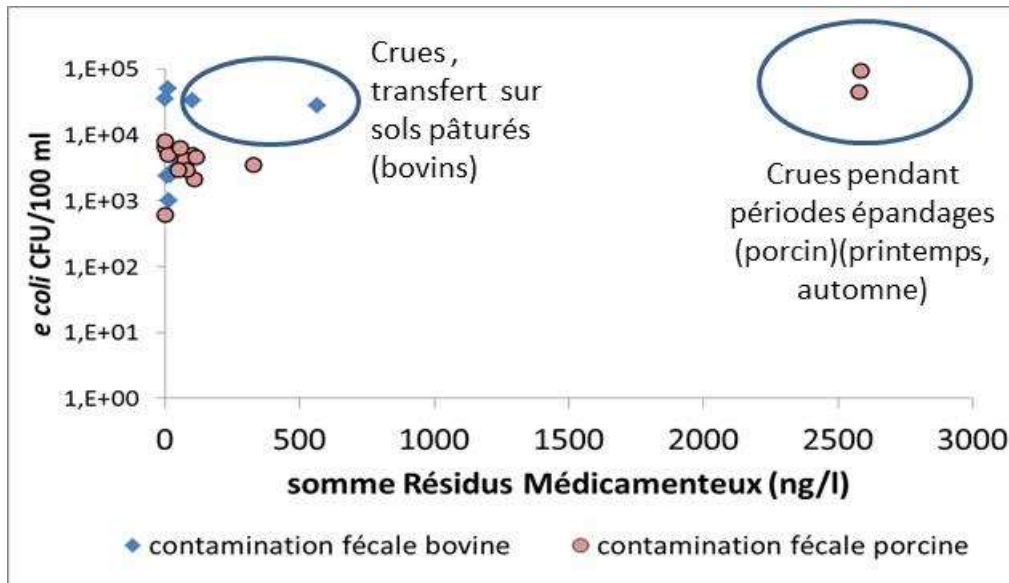 Crues ,
transfert sur
sols pâturés
(bovins)
Crues pendant
périodes épandages
(porcin)(printemps,
automne)
e coli CFU/100 ml
1,E+05
1,E+04
1,E+03
1,E+02
1,E+01
1,E+00
0 500 1000 1500 2000 2500 3000
somme Résidus Médicamenteux (ng/l)
contamination fécale bovine contamination fécale porcine